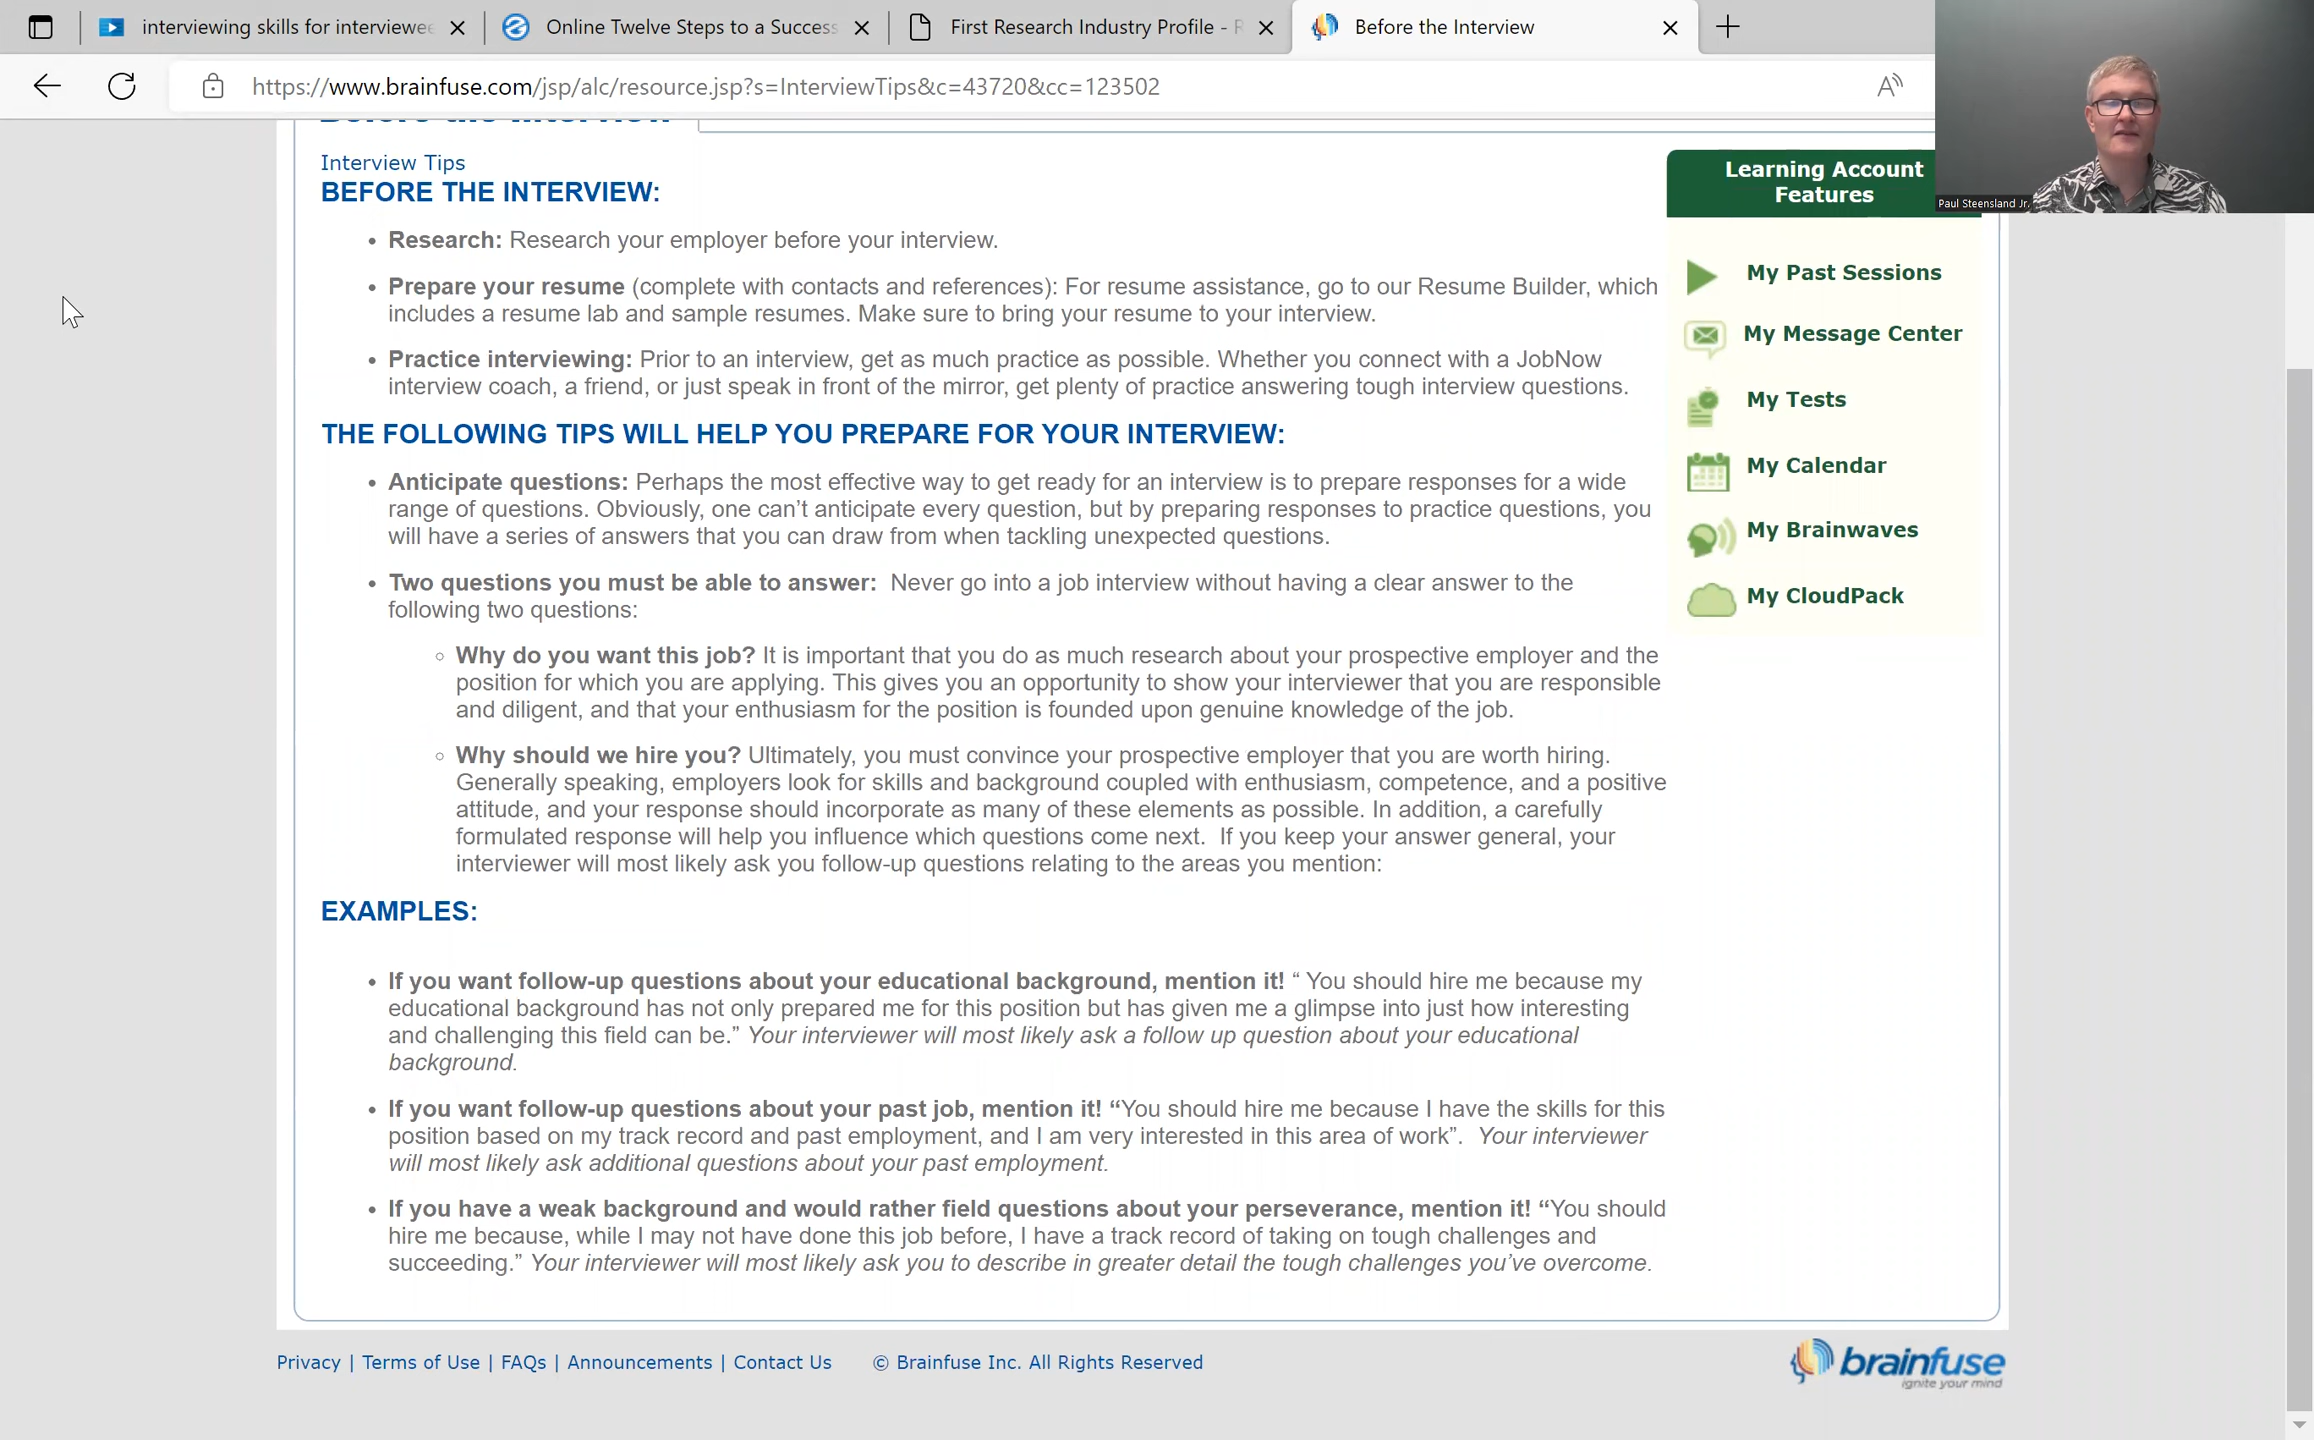 interviewing skills for interviewee
Online Twelve Steps to a Success
First Research Industry Profile - R
Before the Interview
https://www.brainfuse.com/jsp/alc/resource.jsp?s=InterviewTips&c=43720&cc=123502
Paul Steensland Jr.
Before the Interview
Interview Tips
BEFORE THE INTERVIEW:
• Research: Research your employer before your interview.
• Prepare your resume (complete with contacts and references): For resume assistance, go to our Resume Builder, which
includes a resume lab and sample resumes. Make sure to bring your resume to your interview.
• Practice interviewing: Prior to an interview, get as much practice as possible. Whether you connect with a JobNow
interview coach, a friend, or just speak in front of the mirror, get plenty of practice answering tough interview questions.
THE FOLLOWING TIPS WILL HELP YOU PREPARE FOR YOUR INTERVIEW:
• Anticipate questions: Perhaps the most effective way to get ready for an interview is to prepare responses for a wide
range of questions. Obviously, one can’t anticipate every question, but by preparing responses to practice questions, you
will have a series of answers that you can draw from when tackling unexpected questions.
• Two questions you must be able to answer:  Never go into a job interview without having a clear answer to the
following two questions:
◦ Why do you want this job? It is important that you do as much research about your prospective employer and the
position for which you are applying. This gives you an opportunity to show your interviewer that you are responsible
and diligent, and that your enthusiasm for the position is founded upon genuine knowledge of the job.
◦ Why should we hire you? Ultimately, you must convince your prospective employer that you are worth hiring.
Generally speaking, employers look for skills and background coupled with enthusiasm, competence, and a positive
attitude, and your response should incorporate as many of these elements as possible. In addition, a carefully
formulated response will help you influence which questions come next.  If you keep your answer general, your
interviewer will most likely ask you follow-up questions relating to the areas you mention:
EXAMPLES:
• If you want follow-up questions about your educational background, mention it! “ You should hire me because my
educational background has not only prepared me for this position but has given me a glimpse into just how interesting
and challenging this field can be.” Your interviewer will most likely ask a follow up question about your educational
background.
• If you want follow-up questions about your past job, mention it! “You should hire me because I have the skills for this
position based on my track record and past employment, and I am very interested in this area of work”.  Your interviewer
will most likely ask additional questions about your past employment.
• If you have a weak background and would rather field questions about your perseverance, mention it! “You should
hire me because, while I may not have done this job before, I have a track record of taking on tough challenges and
succeeding.” Your interviewer will most likely ask you to describe in greater detail the tough challenges you’ve overcome.
Learning Account
Features
My Past Sessions
My Message Center
My Tests
My Calendar
My Brainwaves
My CloudPack
Privacy | Terms of Use | FAQs | Announcements | Contact Us © Brainfuse Inc. All Rights Reserved
brainfuse
ignite your mind